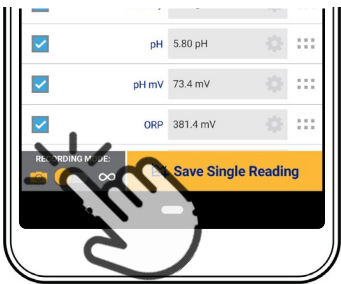 pH 5.80 pH
pH mV 73.4 mV
ORP 381.4 mV
RECORDING MODE:
Save Single Reading